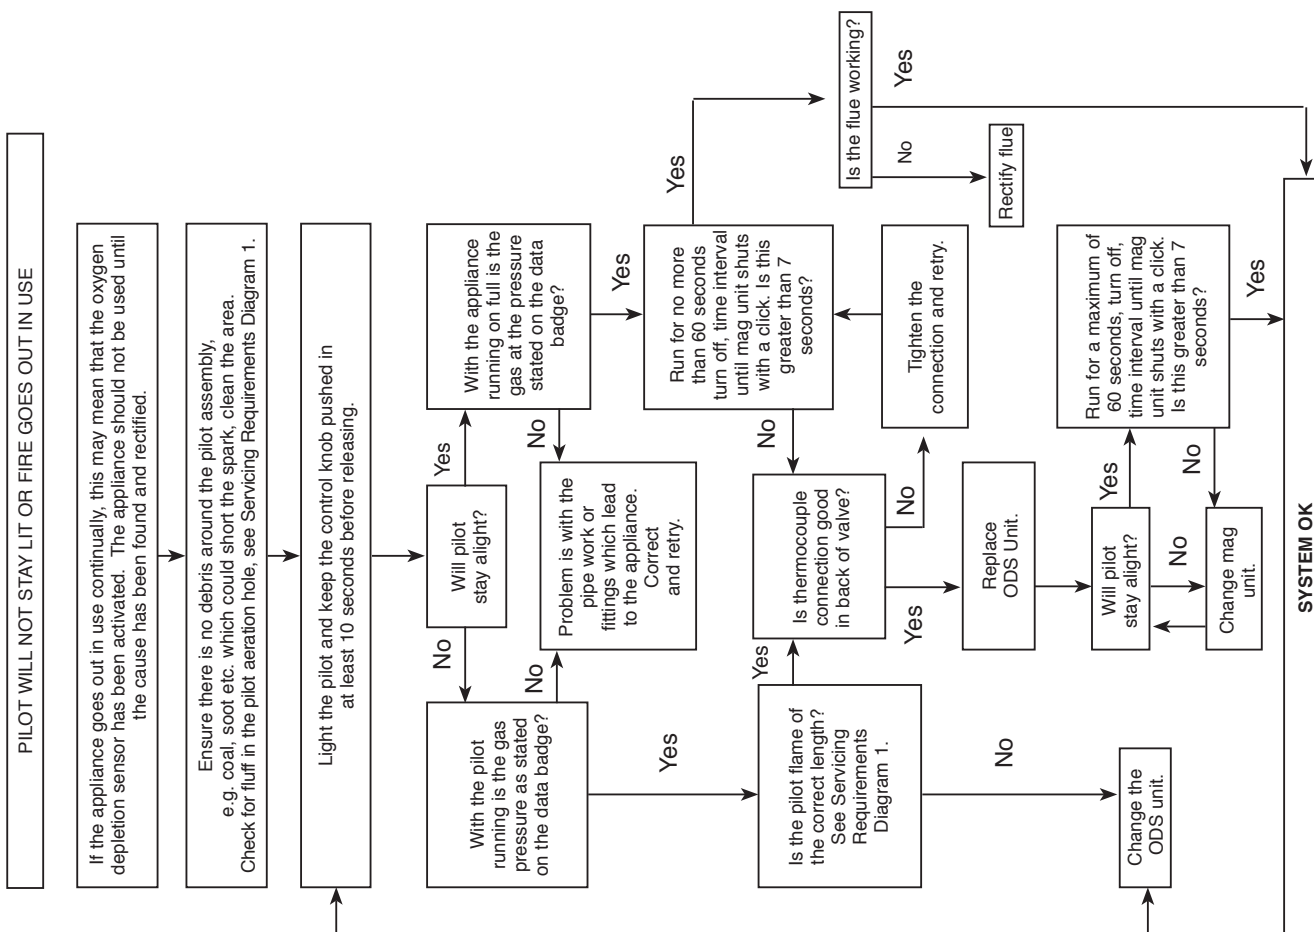 PILOT WILL NOT STAY LIT OR FIRE GOES OUT IN USE
If the appliance goes out in use continually, this may mean that the oxygen
depletion sensor has been activated. The appliance should not be used until
the cause has been found and rectified.
Ensure there is no debris around the pilot assembly,
e.g. coal, soot etc. which could short the spark, clean the area.
Check for fluff in the pilot aeration hole, see Servicing Requirements Diagram 1.
Light the pilot and keep the control knob pushed in
at least 10 seconds before releasing.
Will pilot
stay alight?
No
Yes
With the pilot
running is the gas
pressure as stated
on the data badge?
With the appliance
running on full is the
gas at the pressure
stated on the data
badge?
No
No
Problem is with the
pipe work or
fittings which lead
to the appliance.
Correct
and retry.
Yes
Yes
Is the pilot flame of
the correct length?
See Servicing
Requirements
Diagram 1.
Yes
Is thermocouple
connection good
in back of valve?
No
Run for no more
than 60 seconds
turn off, time interval
until mag unit shuts
with a click. Is this
greater than 7
seconds?
Yes
Is the flue working?
No
Yes
Rectify flue
No
Tighten the
connection and retry.
Yes
Replace
ODS Unit.
No
Change the
ODS unit.
Will pilot
stay alight?
Yes
No
Change mag
unit.
Run for a maximum of
60 seconds, turn off,
time interval until mag
unit shuts with a click.
Is this greater than 7
seconds?
No
Yes
SYSTEM OK